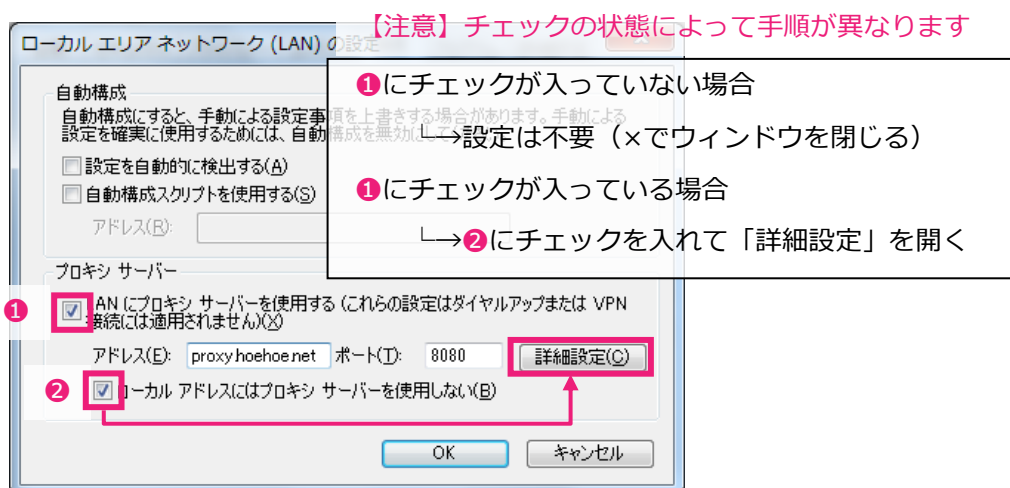 【注意】チェックの状態によって手順が異なります
ローカル エリア ネットワーク (LAN) の設定
❶にチェックが入っていない場合
└→設定は不要（×でウィンドウを閉じる）
❶にチェックが入っている場合
└→❷にチェックを入れて「詳細設定」を開く
自動構成
自動構成にすると、手動による設定事項を上書きする場合があります。手動による
設定を確実に使用するためには、自動構成を無効にして
設定を自動的に検出する(A)
自動構成スクリプトを使用する(S)
アドレス(R):
プロキシ サーバー
❶ LAN にプロキシ サーバーを使用する (これらの設定はダイヤルアップまたは VPN
接続には適用されません)(X)
アドレス(E): proxy.hoehoe.net ポート(T): 8080 詳細設定(C)
❷ ローカル アドレスにはプロキシ サーバーを使用しない(B)
OK キャンセル